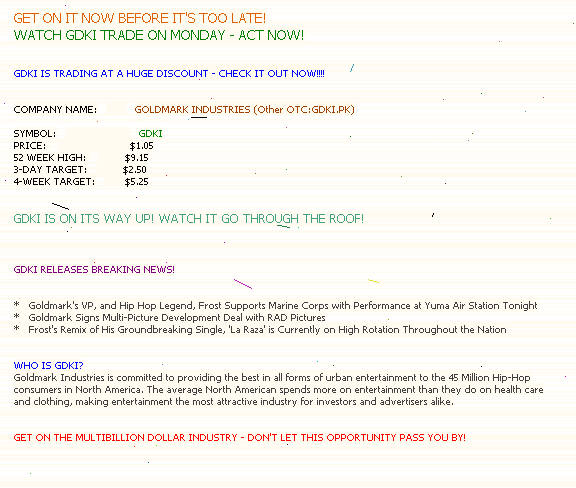 GET ON IT NOW BEFORE IT'S TOO LATE!
WATCH GDKI TRADE ON MONDAY - ACT NOW!
GDKI IS TRADING AT A HUGE DISCOUNT - CHECK IT OUT NOW!!!!
COMPANY NAME: GOLDMARK INDUSTRIES (Other OTC:GDKI.PK)
SYMBOL: GDKI
PRICE: $1.05
52 WEEK HIGH: $9.15
3-DAY TARGET: $2.50
4-WEEK TARGET: $5.25
GDKI IS ON ITS WAY UP! WATCH IT GO THROUGH THE ROOF!
GDKI RELEASES BREAKING NEWS!
* Goldmark's VP, and Hip Hop Legend, Frost Supports Marine Corps with Performance at Yuma Air Station Tonight
* Goldmark Signs Multi-Picture Development Deal with RAD Pictures
* Frost's Remix of His Groundbreaking Single, 'La Raza' is Currently on High Rotation Throughout the Nation
WHO IS GDKI?
Goldmark Industries is committed to providing the best in all forms of urban entertainment to the 45 Million Hip-Hop
consumers in North America. The average North American spends more on entertainment than they do on health care
and clothing, making entertainment the most attractive industry for investors and advertisers alike.
GET ON THE MULTIBILLION DOLLAR INDUSTRY - DON'T LET THIS OPPORTUNITY PASS YOU BY!